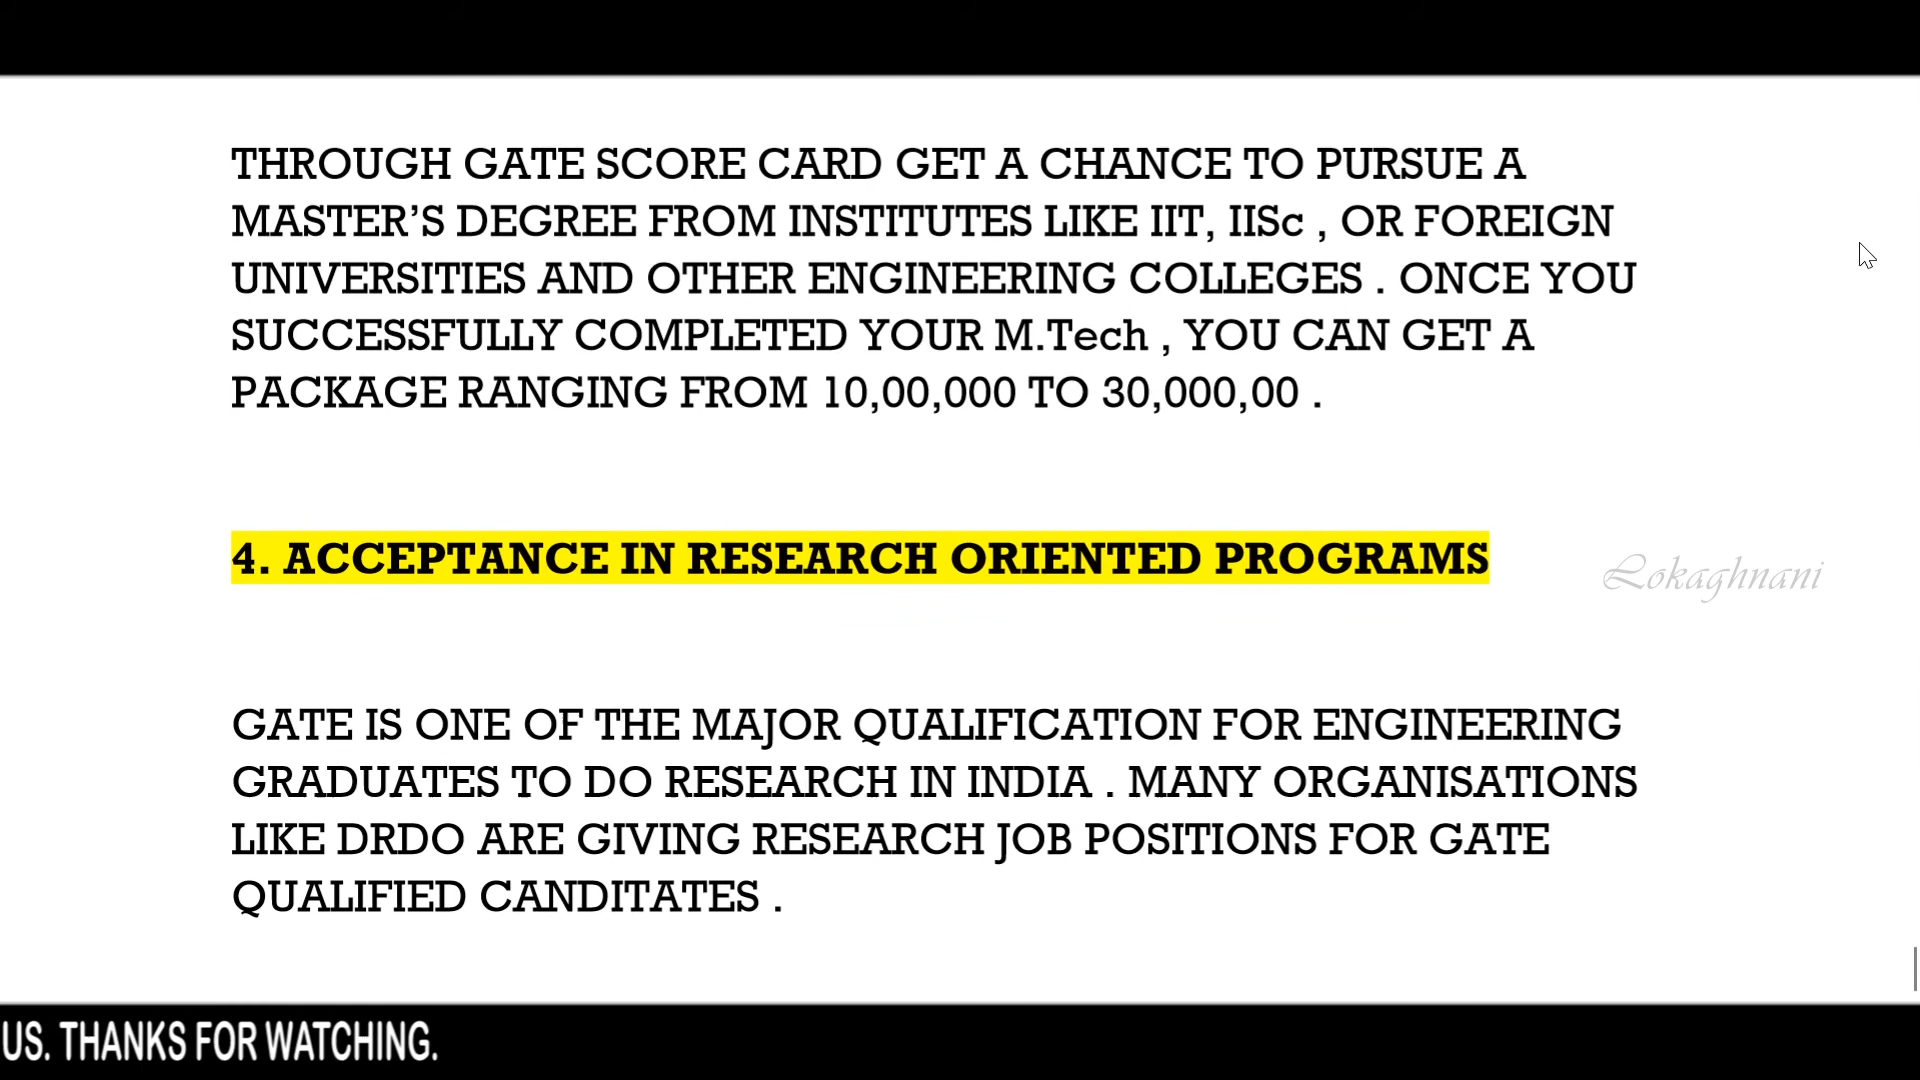 THROUGH GATE SCORE CARD GET A CHANCE TO PURSUE A
MASTER’S DEGREE FROM INSTITUTES LIKE IIT, IISc , OR FOREIGN
UNIVERSITIES AND OTHER ENGINEERING COLLEGES . ONCE YOU
SUCCESSFULLY COMPLETED YOUR M.Tech , YOU CAN GET A
PACKAGE RANGING FROM 10,00,000 TO 30,000,00 .
4. ACCEPTANCE IN RESEARCH ORIENTED PROGRAMS
Lokaghnani
GATE IS ONE OF THE MAJOR QUALIFICATION FOR ENGINEERING
GRADUATES TO DO RESEARCH IN INDIA . MANY ORGANISATIONS
LIKE DRDO ARE GIVING RESEARCH JOB POSITIONS FOR GATE
QUALIFIED CANDITATES .
US. THANKS FOR WATCHING.